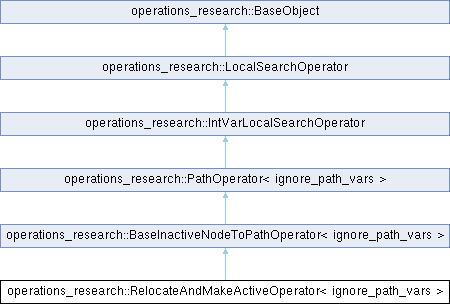 operations_research::BaseObject
operations_research::LocalSearchOperator
operations_research::IntVarLocalSearchOperator
operations_research::PathOperator< ignore_path_vars >
operations_research::BaseInactiveNodeToPathOperator< ignore_path_vars >
operations_research::RelocateAndMakeActiveOperator< ignore_path_vars >